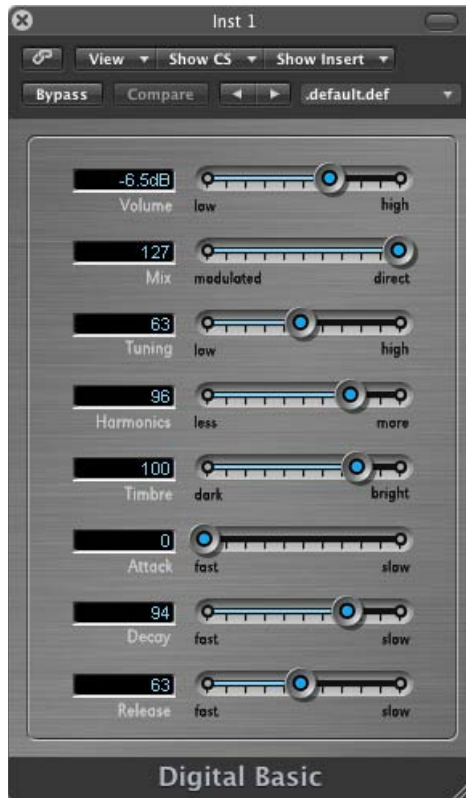 Inst 1
View Show CS Show Insert
Bypass Compare .default.def
-6.5dB
Volume low high
127
Mix modulated direct
63
Tuning low high
96
Harmonics less more
100
Timbre dark bright
0
Attack fast slow
94
Decay fast slow
63
Release fast slow
Digital Basic